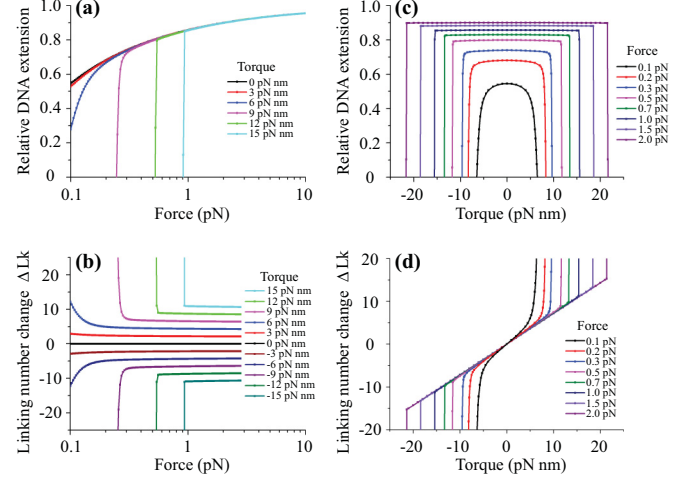 (a)
Relative DNA extension
1.0
0.8
0.6
0.4
0.2
0
Torque
0 pN nm
3 pN nm
6 pN nm
9 pN nm
12 pN nm
15 pN nm
0.1
1
10
Force (pN)
(c)
Relative DNA extension
1.0
0.8
0.6
0.4
0.2
0
Force
0.1 pN
0.2 pN
0.3 pN
0.5 pN
0.7 pN
1.0 pN
1.5 pN
2.0 pN
-20
-10
0
10
20
Torque (pN nm)
(b)
Linking number change Δ Lk
20
10
0
-10
-20
Torque
15 pN nm
12 pN nm
9 pN nm
6 pN nm
3 pN nm
0 pN nm
-3 pN nm
-6 pN nm
-9 pN nm
-12 pN nm
-15 pN nm
0.1
1
10
Force (pN)
(d)
Linking number change Δ Lk
20
10
0
-10
-20
Force
0.1 pN
0.2 pN
0.3 pN
0.5 pN
0.7 pN
1.0 pN
1.5 pN
2.0 pN
-20
-10
0
10
20
Torque (pN nm)